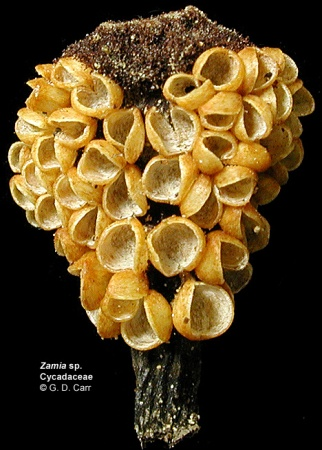 Zamia sp.
Cycadaceae
© G. D. Carr